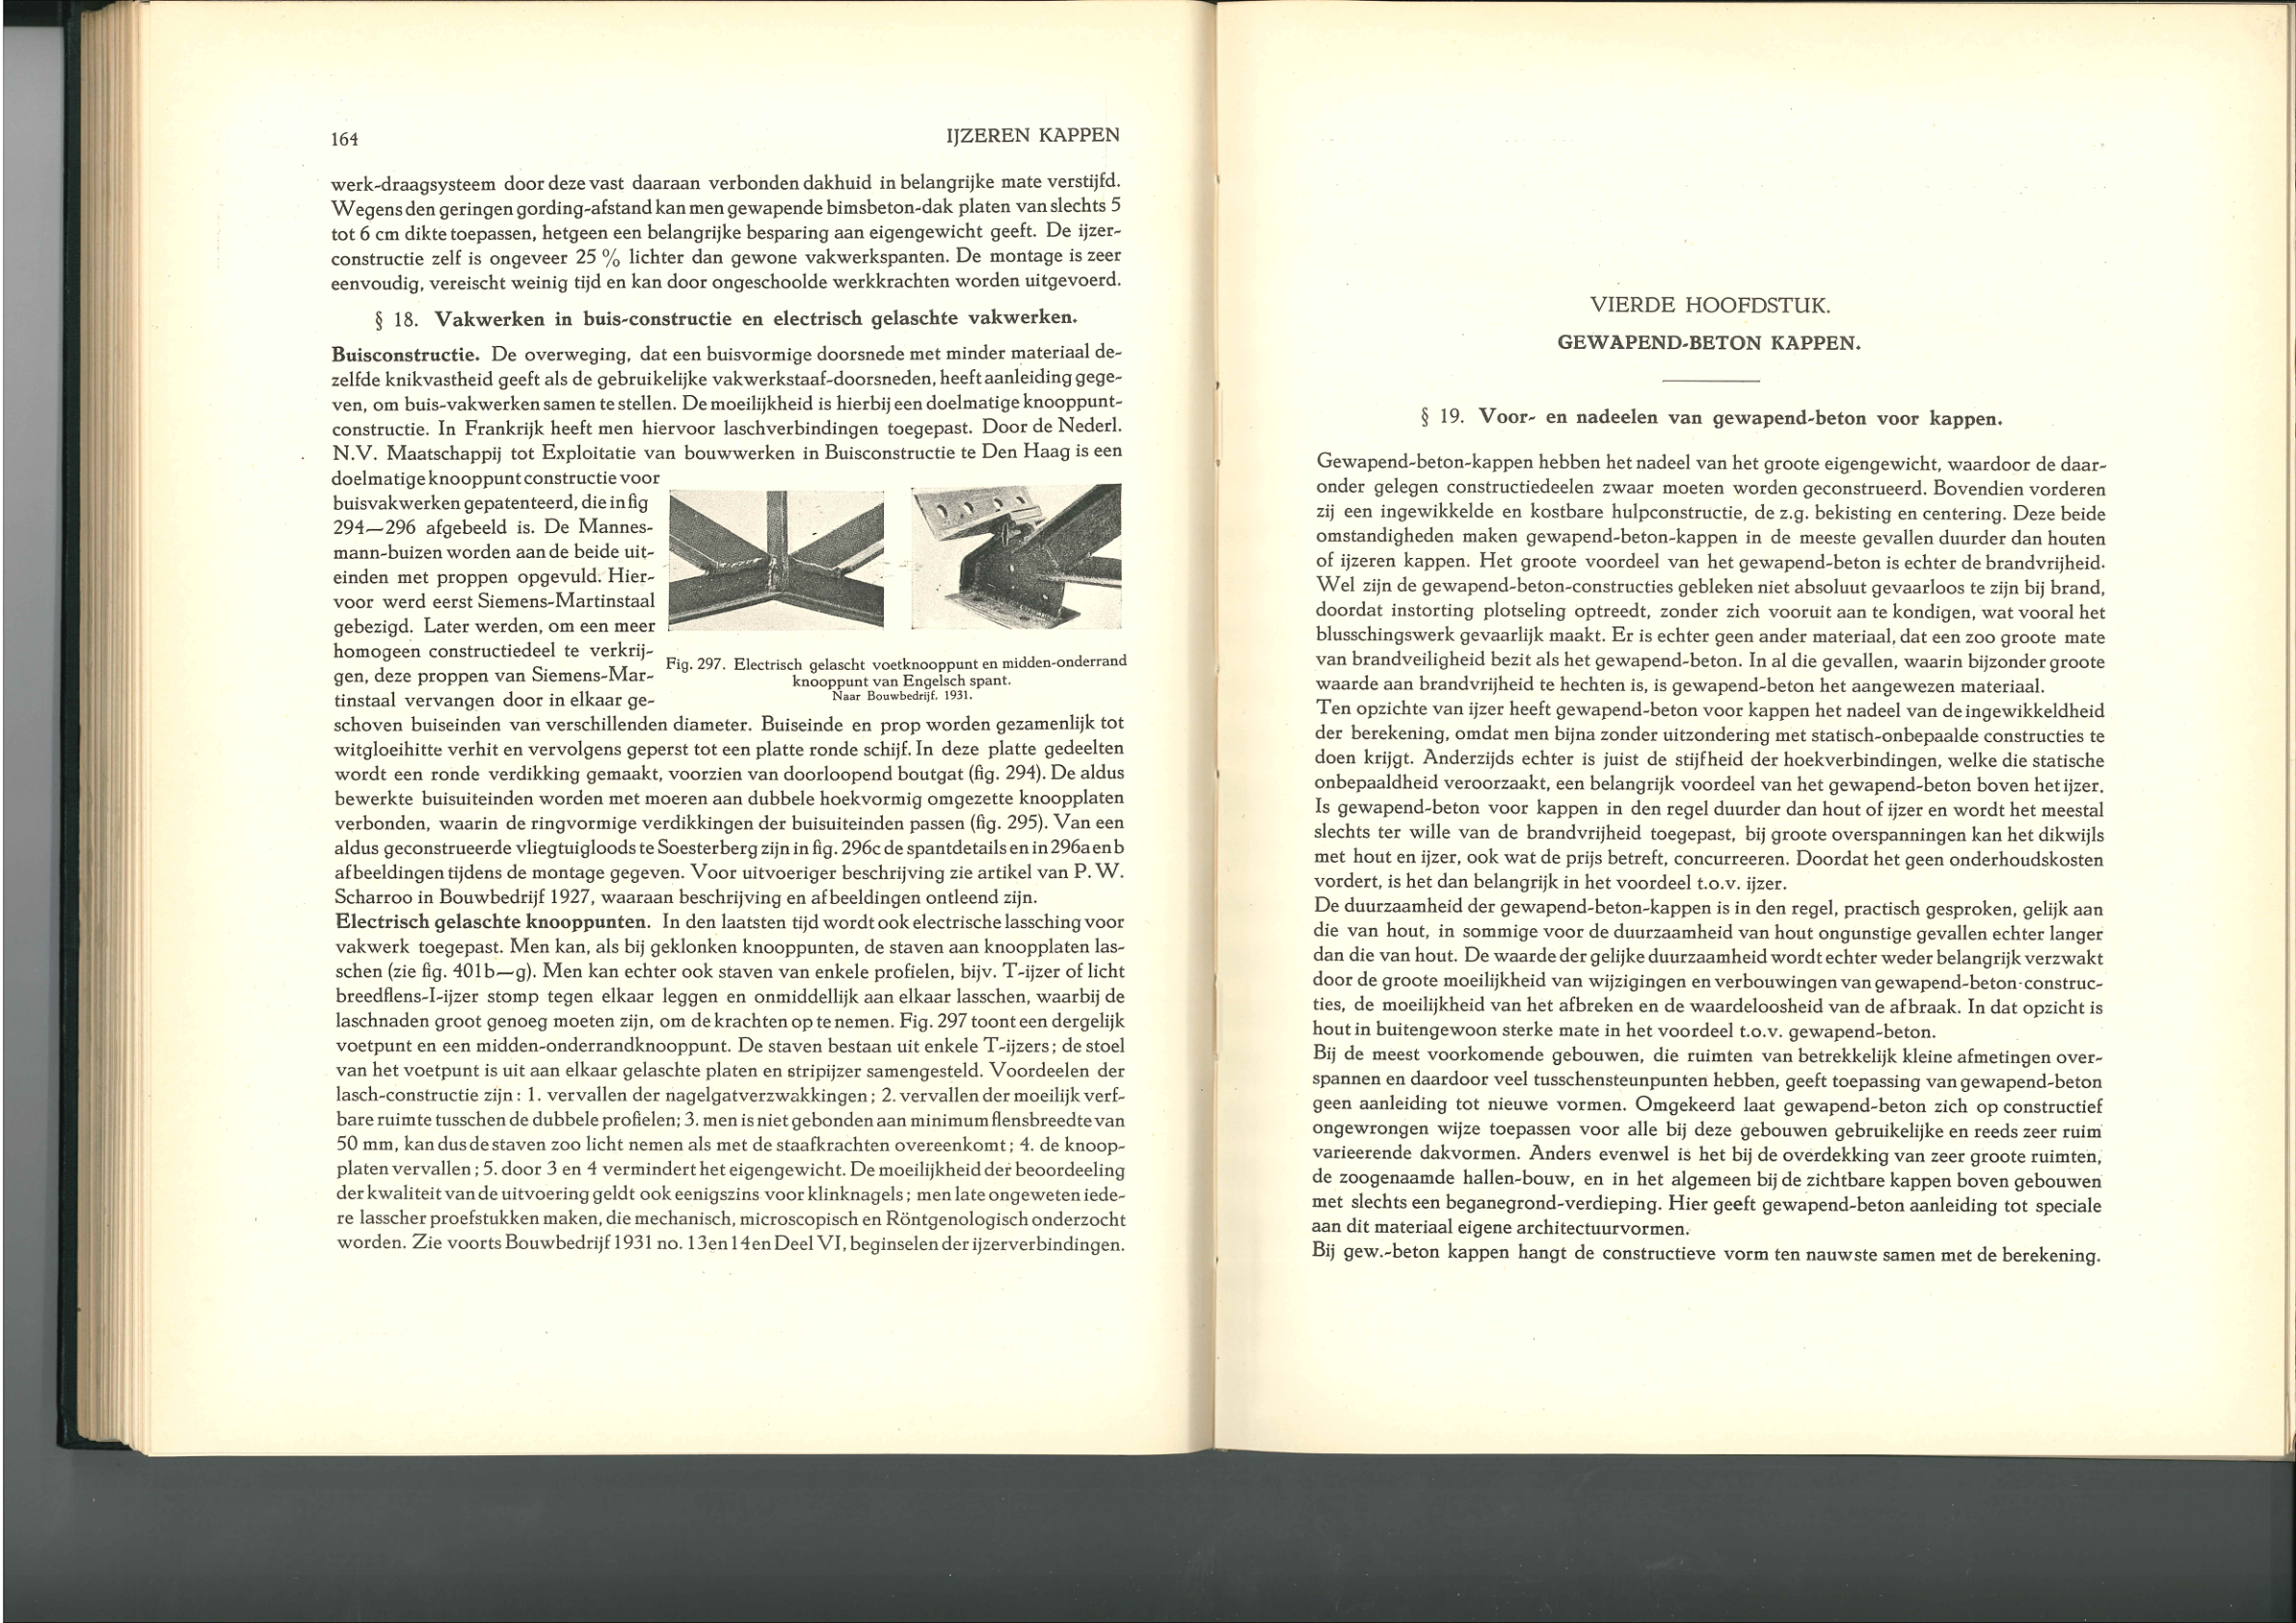 164
IJZEREN KAPPEN
werk-draagsysteem door deze vast daaraan verbonden dakhuid in belangrijke mate verstijfd.
Wegens den geringen gording-afstand kan men gewapende bimsbeton-dak platen van slechts 5
tot 6 cm dikte toepassen, hetgeen een belangrijke besparing aan eigengewicht geeft. De ijzer-
constructie zelf is ongeveer 25 % lichter dan gewone vakwerkspanten. De montage is zeer
eenvoudig, vereischt weinig tijd en kan door ongeschoolde werkkrachten worden uitgevoerd.
§ 18. Vakwerken in buis-constructie en electrisch gelaschte vakwerken.
Buisconstructie. De overweging, dat een buisvormige doorsnede met minder materiaal de-
zelfde knikvastheid geeft als de gebruikelijke vakwerkstaaf-doorsneden, heeft aanleiding gege-
ven, om buis-vakwerken samen te stellen. De moeilijkheid is hierbij een doelmatige knooppunt-
constructie. In Frankrijk heeft men hiervoor laschverbindingen toegepast. Door de Nederl.
N.V. Maatschappij tot Exploitatie van bouwwerken in Buisconstructie te Den Haag is een
doelmatige knooppunt constructie voor
buisvakwerken gepatenteerd, die in fig
294—296 afgebeeld is. De Mannes-
mann-buizen worden aan de beide uit-
einden met proppen opgevuld. Hier-
voor werd eerst Siemens-Martinstaal
gebezigd. Later werden, om een meer
homogeen constructiedeel te verkrij-
gen, deze proppen van Siemens-Mar-
tinstaal vervangen door in elkaar ge-
Fig. 297. Electrisch gelascht voetknooppunt en midden-onderrand
knooppunt van Engelsch spant.
Naar Bouwbedrijf. 1931.
schoven buiseinden van verschillenden diameter. Buiseinde en prop worden gezamenlijk tot
witgloeihitte verhit en vervolgens geperst tot een platte ronde schijf. In deze platte gedeelten
wordt een ronde verdikking gemaakt, voorzien van doorloopend boutgat (fig. 294). De aldus
bewerkte buisuiteinden worden met moeren aan dubbele hoekvormig omgezette knoopplaten
verbonden, waarin de ringvormige verdikkingen der buisuiteinden passen (fig. 295). Van een
aldus geconstrueerde vliegtuigloods te Soesterberg zijn in fig. 296c de spantdetails en in 296a en b
afbeeldingen tijdens de montage gegeven. Voor uitvoeriger beschrijving zie artikel van P. W.
Scharroo in Bouwbedrijf 1927, waaraan beschrijving en afbeeldingen ontleend zijn.
Electrisch gelaschte knooppunten. In den laatsten tijd wordt ook electrische lassching voor
vakwerk toegepast. Men kan, als bij geklonken knooppunten, de staven aan knoopplaten las-
schen (zie fig. 401b—g). Men kan echter ook staven van enkele profielen, bijv. T-ijzer of licht
breedflens-I-ijzer stomp tegen elkaar leggen en onmiddellijk aan elkaar lasschen, waarbij de
laschnaden groot genoeg moeten zijn, om de krachten op te nemen. Fig. 297 toont een dergelijk
voetpunt en een midden-onderrandknooppunt. De staven bestaan uit enkele T-ijzers; de stoel
van het voetpunt is uit aan elkaar gelaschte platen en stripijzer samengesteld. Voordeelen der
lasch-constructie zijn: 1. vervallen der nagelgatverzwakkingen; 2. vervallen der moeilijk verf-
bare ruimte tusschen de dubbele profielen; 3. men is niet gebonden aan minimum flensbreedte van
50 mm, kan dus de staven zoo licht nemen als met de staafkrachten overeenkomt; 4. de knoop-
platen vervallen; 5. door 3 en 4 vermindert het eigengewicht. De moeilijkheid der beoordeeling
der kwaliteit van de uitvoering geldt ook eenigszins voor klinknagels; men late ongeweten iede-
re lasscher proefstukken maken, die mechanisch, microscopisch en Röntgenologisch onderzocht
worden. Zie voorts Bouwbedrijf 1931 no. 13 en 14 en Deel VI, beginselen der ijzerverbindingen.
VIERDE HOOFDSTUK.
GEWAPEND-BETON KAPPEN.
§ 19. Voor- en nadeelen van gewapend-beton voor kappen.
Gewapend-beton-kappen hebben het nadeel van het groote eigengewicht, waardoor de daar-
onder gelegen constructiedeelen zwaar moeten worden geconstrueerd. Bovendien vorderen
zij een ingewikkelde en kostbare hulpconstructie, de z.g. bekisting en centering. Deze beide
omstandigheden maken gewapend-beton-kappen in de meeste gevallen duurder dan houten
of ijzeren kappen. Het groote voordeel van het gewapend-beton is echter de brandvrijheid.
Wel zijn de gewapend-beton-constructies gebleken niet absoluut gevaarloos te zijn bij brand,
doordat instorting plotseling optreedt, zonder zich vooruit aan te kondigen, wat vooral het
blusschingswerk gevaarlijk maakt. Er is echter geen ander materiaal, dat een zoo groote mate
van brandveiligheid bezit als het gewapend-beton. In al die gevallen, waarin bijzonder groote
waarde aan brandvrijheid te hechten is, is gewapend-beton het aangewezen materiaal.
Ten opzichte van ijzer heeft gewapend-beton voor kappen het nadeel van de ingewikkeldheid
der berekening, omdat men bijna zonder uitzondering met statisch-onbepaalde constructies te
doen krijgt. Anderzijds echter is juist de stijfheid der hoekverbindingen, welke die statische
onbepaaldheid veroorzaakt, een belangrijk voordeel van het gewapend-beton boven het ijzer.
Is gewapend-beton voor kappen in den regel duurder dan hout of ijzer en wordt het meestal
slechts ter wille van de brandvrijheid toegepast, bij groote overspanningen kan het dikwijls
met hout en ijzer, ook wat de prijs betreft, concurreeren. Doordat het geen onderhoudskosten
vordert, is het dan belangrijk in het voordeel t.o.v. ijzer.
De duurzaamheid der gewapend-beton-kappen is in den regel, practisch gesproken, gelijk aan
die van hout, in sommige voor de duurzaamheid van hout ongunstige gevallen echter langer
dan die van hout. De waarde der gelijke duurzaamheid wordt echter weder belangrijk verzwakt
door de groote moeilijkheid van wijzigingen en verbouwingen van gewapend-beton-construc-
ties, de moeilijkheid van het afbreken en de waardeloosheid van de afbraak. In dat opzicht is
hout in buitengewoon sterke mate in het voordeel t.o.v. gewapend-beton.
Bij de meest voorkomende gebouwen, die ruimten van betrekkelijk kleine afmetingen over-
spannen en daardoor veel tusschensteunpunten hebben, geeft toepassing van gewapend-beton
geen aanleiding tot nieuwe vormen. Omgekeerd laat gewapend-beton zich op constructief
ongewrongen wijze toepassen voor alle bij deze gebouwen gebruikelijke en reeds zeer ruim
varieerende dakvormen. Anders evenwel is het bij de overdekking van zeer groote ruimten,
de zoogenaamde hallen-bouw, en in het algemeen bij de zichtbare kappen boven gebouwen
met slechts een beganegrond-verdieping. Hier geeft gewapend-beton aanleiding tot speciale
aan dit materiaal eigene architectuurvormen.
Bij gew.-beton kappen hangt de constructieve vorm ten nauwste samen met de berekening.